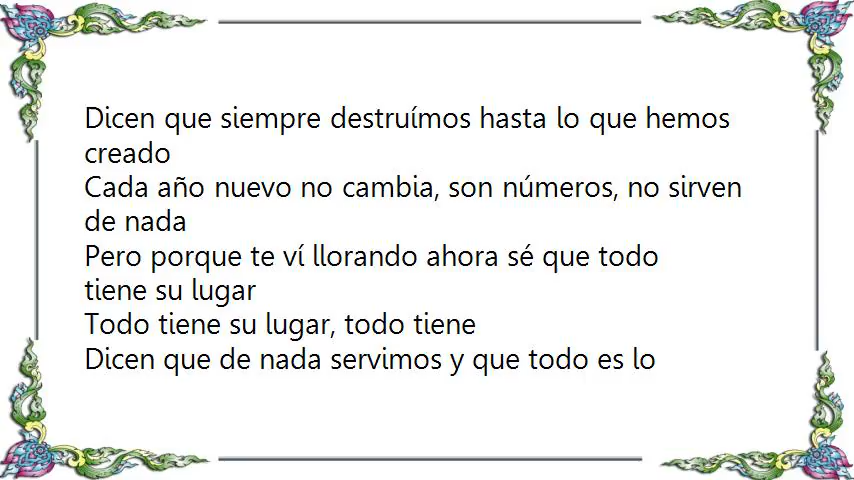 Dicen que siempre destruímos hasta lo que hemos
creado
Cada año nuevo no cambia, son números, no sirven
de nada
Pero porque te ví llorando ahora sé que todo
tiene su lugar
Todo tiene su lugar, todo tiene
Dicen que de nada servimos y que todo es lo